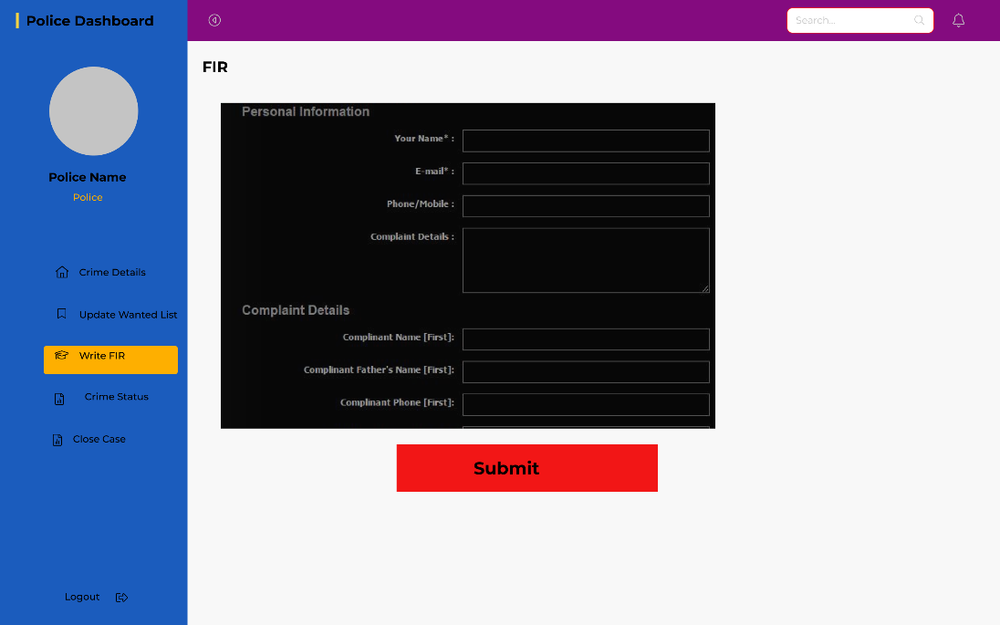 Police Dashboard
Search...
Police Name
Police
Crime Details
Update Wanted List
Write FIR
Crime Status
Close Case
Logout
FIR
Personal Information
Your Name* :
E-mail* :
Phone/Mobile :
Complaint Details :
Complaint Details
Complinant Name [First]:
Complinant Father's Name [First]:
Complinant Phone [First]:
Submit